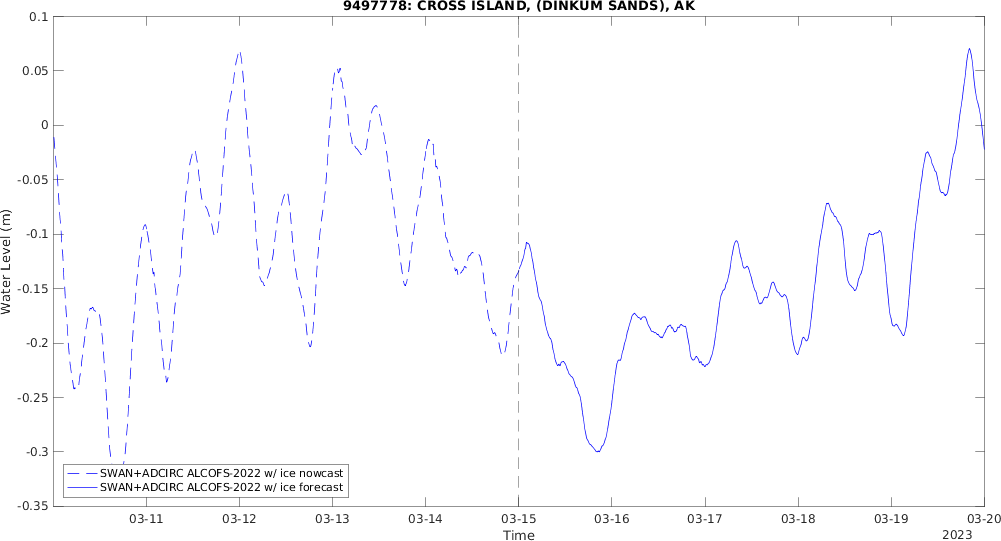 9497778: CROSS ISLAND, (DINKUM SANDS), AK
0.1
0.05
0
-0.05
-0.1
-0.15
-0.2
-0.25
-0.3
-0.35
Water Level (m)
SWAN+ADCIRC ALCOFS-2022 w/ ice nowcast
SWAN+ADCIRC ALCOFS-2022 w/ ice forecast
03-11 03-12 03-13 03-14 03-15 03-16 03-17 03-18 03-19 03-20
Time
2023